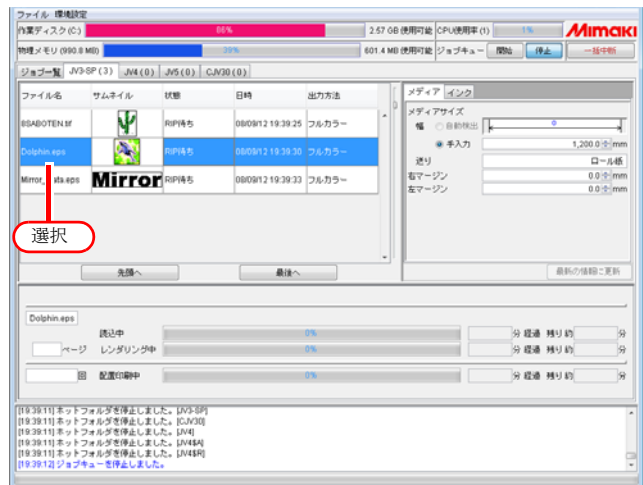 ファイル 環境設定
作業ディスク(C:) 86% 2.57 GB 使用可能 CPU使用率(1) 1% Mimaki
物理メモリ(990.8 MB) 39% 601.4 MB 使用可能 ジョブキュー 開始 停止 一括中断
ジョブ一覧 JV3-SP(3) JV4(0) JV5(0) CJV30(0)
ファイル名 サムネイル 状態 日時 出力方法
8SABOTEN.tif RIP待ち 08/09/12 19:39:25 フルカラー
Dolphin.eps RIP待ち 08/09/12 19:39:30 フルカラー
Mirror RIP待ち 08/09/12 19:39:33 フルカラー
選択
先頭へ 最後へ
メディア インク
メディアサイズ
幅 自動検出
手入力 1,200.0 mm
送り ロール紙
右マージン 0.0 mm
左マージン 0.0 mm
最新の情報に更新
Dolphin.eps
読込中 0% 分 経過 残り 約 分
ページ レンダリング中 0% 分 経過 残り 約 分
回 配置印刷中 0% 分 経過 残り 約 分
[19:39:11] ホットフォルダを停止しました。[JV3-SP]
[19:39:11] ホットフォルダを停止しました。[CJV30]
[19:39:11] ホットフォルダを停止しました。[JV4]
[19:39:11] ホットフォルダを停止しました。[JV4$A]
[19:39:11] ホットフォルダを停止しました。[JV4$R]
[19:39:12] ジョブキューを停止しました。